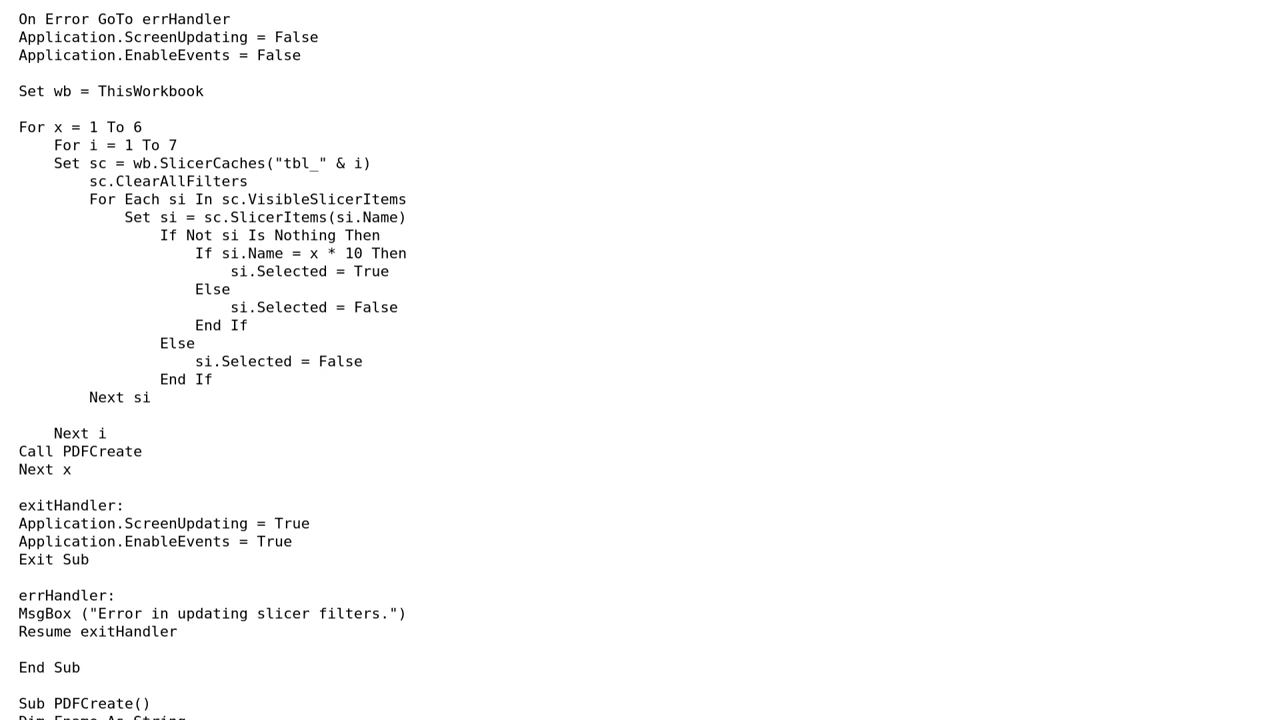 On Error GoTo errHandler
Application.ScreenUpdating = False
Application.EnableEvents = False

Set wb = ThisWorkbook

For x = 1 To 6
    For i = 1 To 7
    Set sc = wb.SlicerCaches("tbl_" & i)
        sc.ClearAllFilters
        For Each si In sc.VisibleSlicerItems
            Set si = sc.SlicerItems(si.Name)
                If Not si Is Nothing Then
                    If si.Name = x * 10 Then
                        si.Selected = True
                    Else
                        si.Selected = False
                    End If
                Else
                    si.Selected = False
                End If
        Next si

    Next i
Call PDFCreate
Next x

exitHandler:
Application.ScreenUpdating = True
Application.EnableEvents = True
Exit Sub

errHandler:
MsgBox ("Error in updating slicer filters.")
Resume exitHandler

End Sub

Sub PDFCreate()
Dim Fname As String